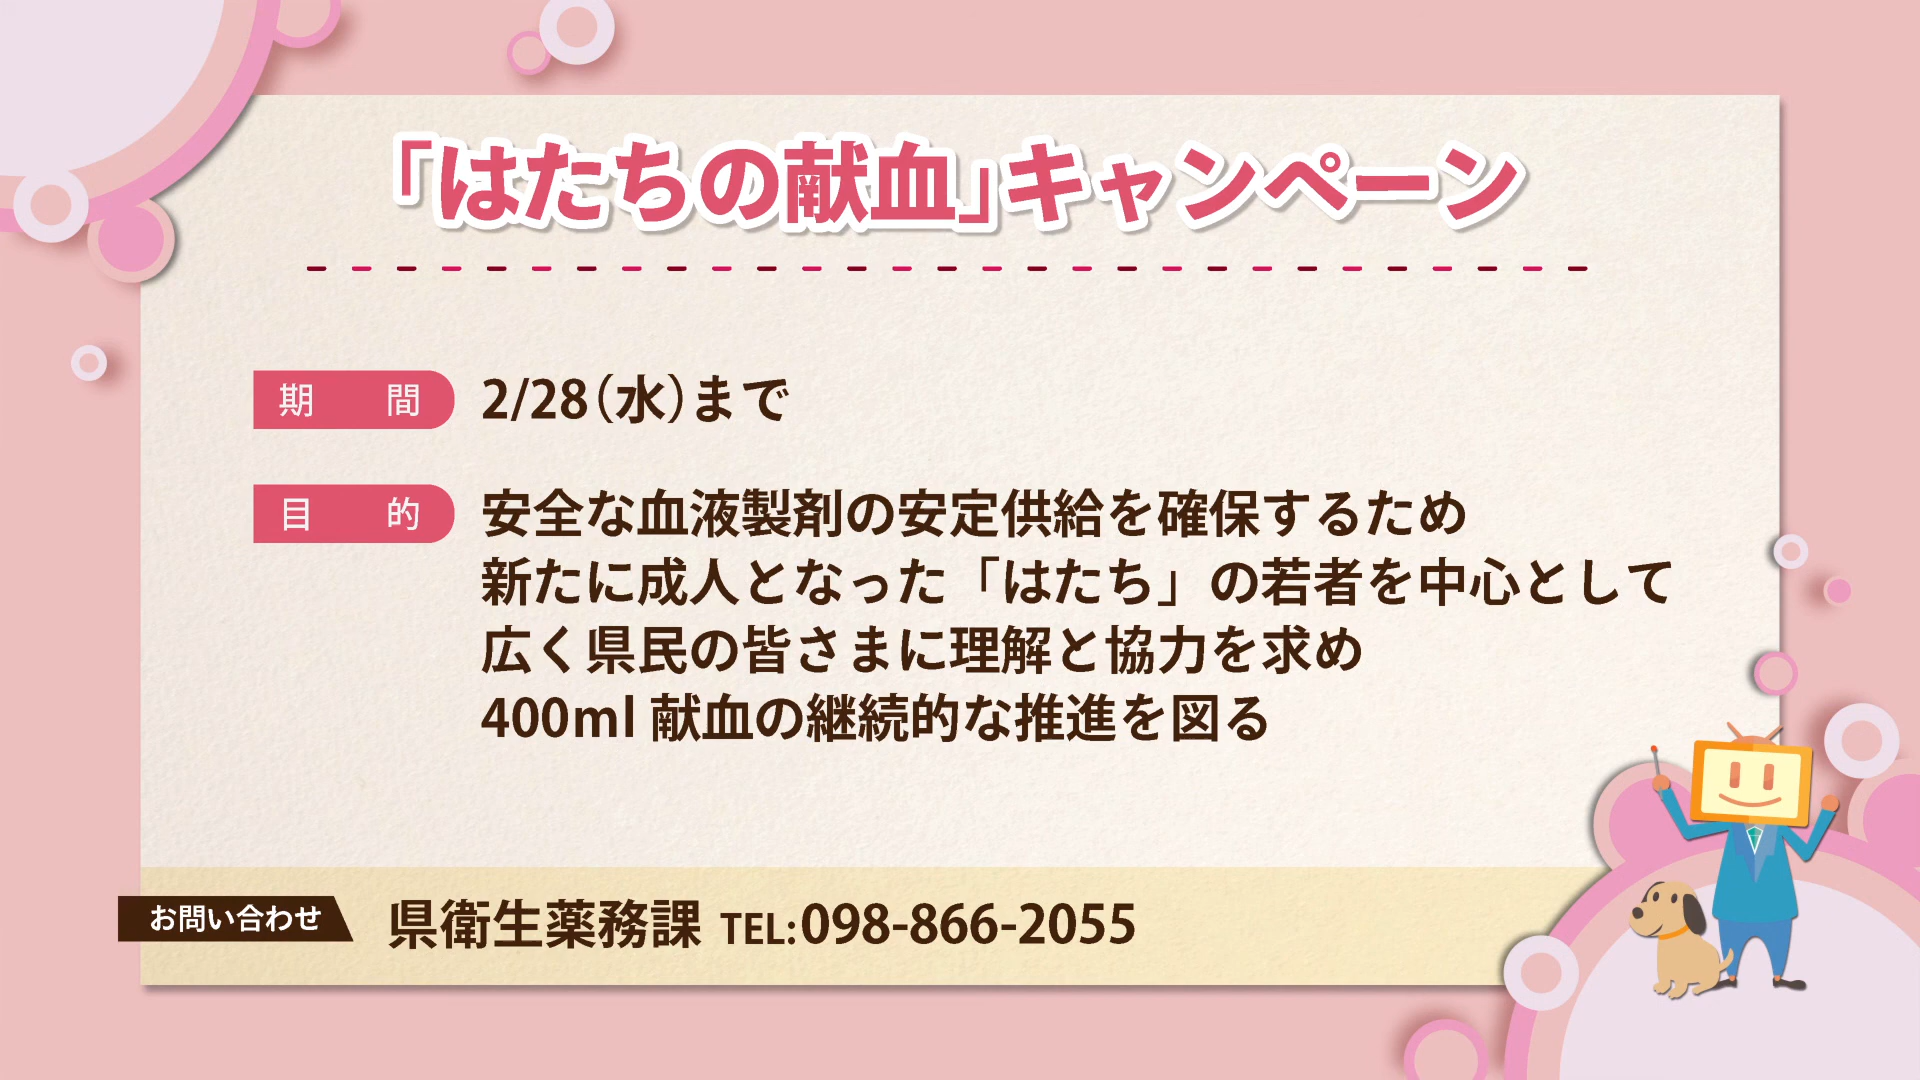 「はたちの献血」キャンペーン
期　間 2/28(水)まで
目　的 安全な血液製剤の安定供給を確保するため
新たに成人となった「はたち」の若者を中心として
広く県民の皆さまに理解と協力を求め
400ml 献血の継続的な推進を図る
お問い合わせ 県衛生薬務課 TEL:098-866-2055